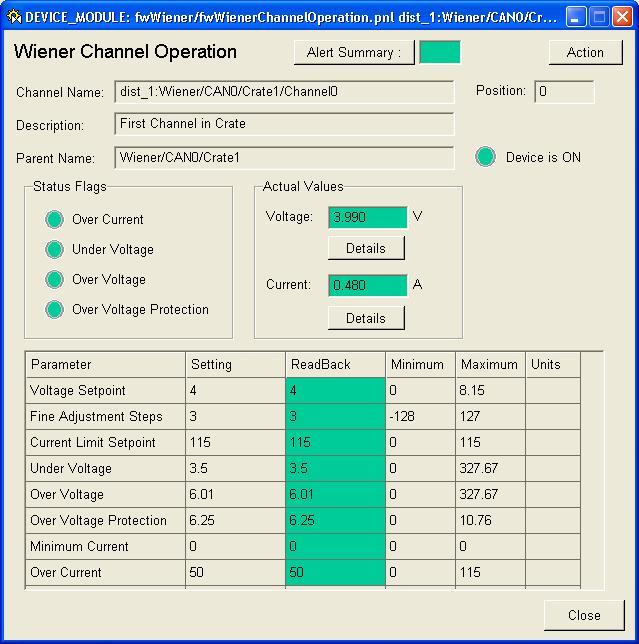 DEVICE_MODULE: fwWiener/fwWienerChannelOperation.pnl dist_1:Wiener/CAN0/Cr...
Wiener Channel Operation Alert Summary : Action
Channel Name: dist_1:Wiener/CAN0/Crate1/Channel0 Position: 0
Description: First Channel in Crate
Parent Name: Wiener/CAN0/Crate1 Device is ON
Status Flags
Over Current
Under Voltage
Over Voltage
Over Voltage Protection
Actual Values
Voltage: 3.990 V
Details
Current: 0.480 A
Details
Parameter Setting ReadBack Minimum Maximum Units
Voltage Setpoint 4 4 0 8.15
Fine Adjustment Steps 3 3 -128 127
Current Limit Setpoint 115 115 0 115
Under Voltage 3.5 3.5 0 327.67
Over Voltage 6.01 6.01 0 327.67
Over Voltage Protection 6.25 6.25 0 10.76
Minimum Current 0 0 0 0
Over Current 50 50 0 115
Close